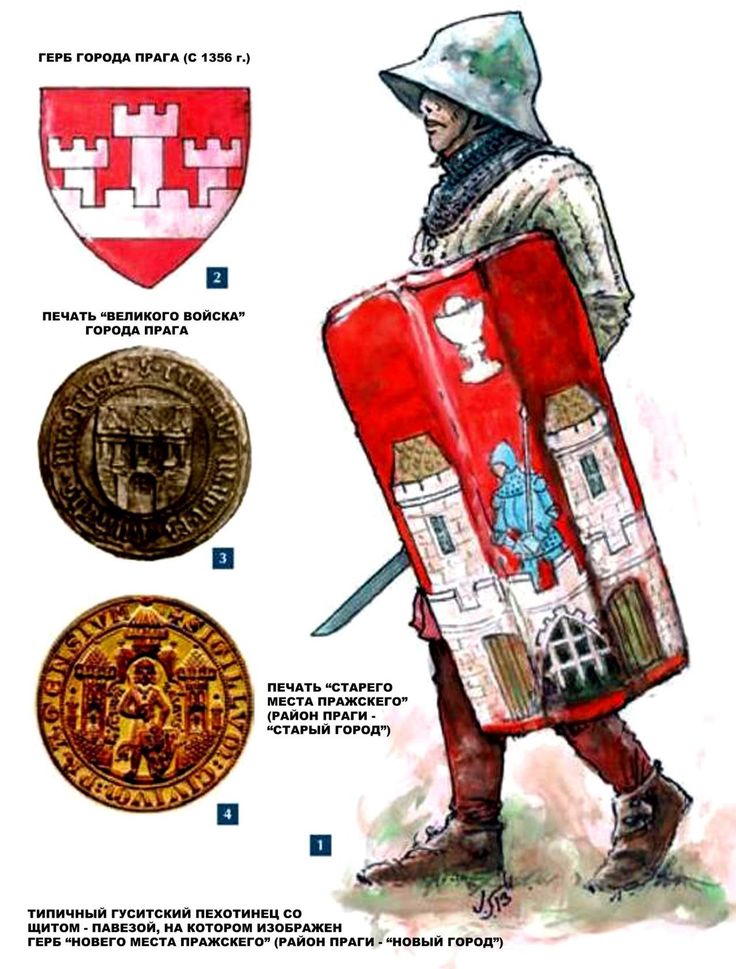 ГЕРБ ГОРОДА ПРАГА (С 1356 г.)
2
ПЕЧАТЬ “ВЕЛИКОГО ВОЙСКА”
ГОРОДА ПРАГА
3
4
ПЕЧАТЬ “СТАРЕГО
МЕСТА ПРАЖСКЕГО”
(РАЙОН ПРАГИ -
“СТАРЫЙ ГОРОД”)
1
ТИПИЧНЫЙ ГУСИТСКИЙ ПЕХОТИНЕЦ СО
ЩИТОМ - ПАВЕЗОЙ, НА КОТОРОМ ИЗОБРАЖЕН
ГЕРБ “НОВЕГО МЕСТА ПРАЖСКЕГО” (РАЙОН ПРАГИ - “НОВЫЙ ГОРОД”)